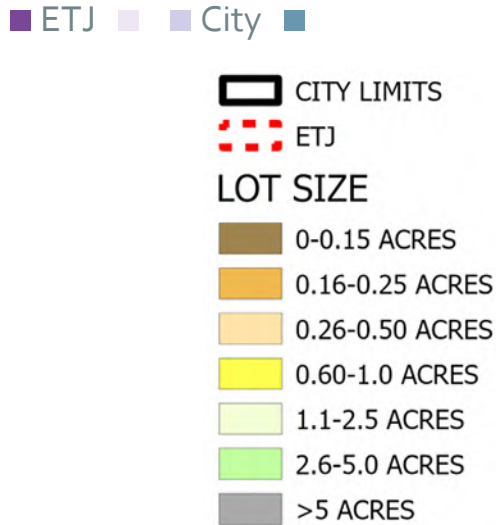 ETJ City
CITY LIMITS
ETJ
LOT SIZE
0-0.15 ACRES
0.16-0.25 ACRES
0.26-0.50 ACRES
0.60-1.0 ACRES
1.1-2.5 ACRES
2.6-5.0 ACRES
>5 ACRES